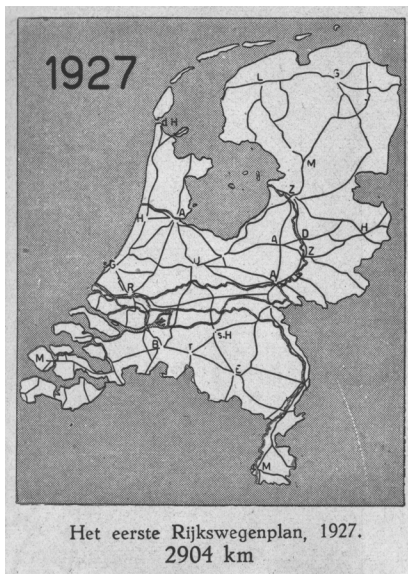 1927
L
G
d H
M
Z
H
A
A
D
H
Z
s G
U
A
R
s.H
M
B
T
E
M
Het eerste Rijkswegenplan, 1927.
2904 km